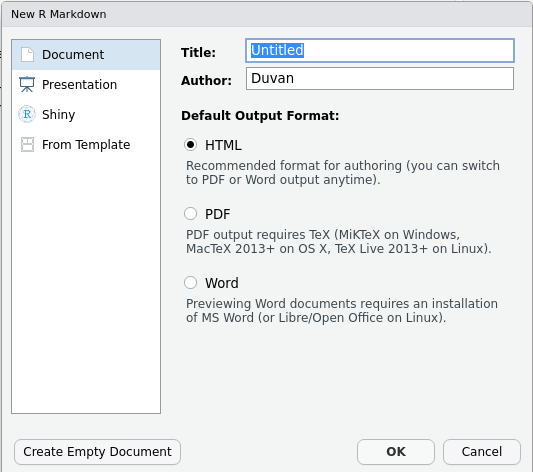 New R Markdown
Document
Presentation
Shiny
From Template
Title:
Untitled
Author:
Duvan
Default Output Format:
HTML
Recommended format for authoring (you can switch
to PDF or Word output anytime).
PDF
PDF output requires TeX (MiKTeX on Windows,
MacTeX 2013+ on OS X, TeX Live 2013+ on Linux).
Word
Previewing Word documents requires an installation
of MS Word (or Libre/Open Office on Linux).
Create Empty Document
OK
Cancel